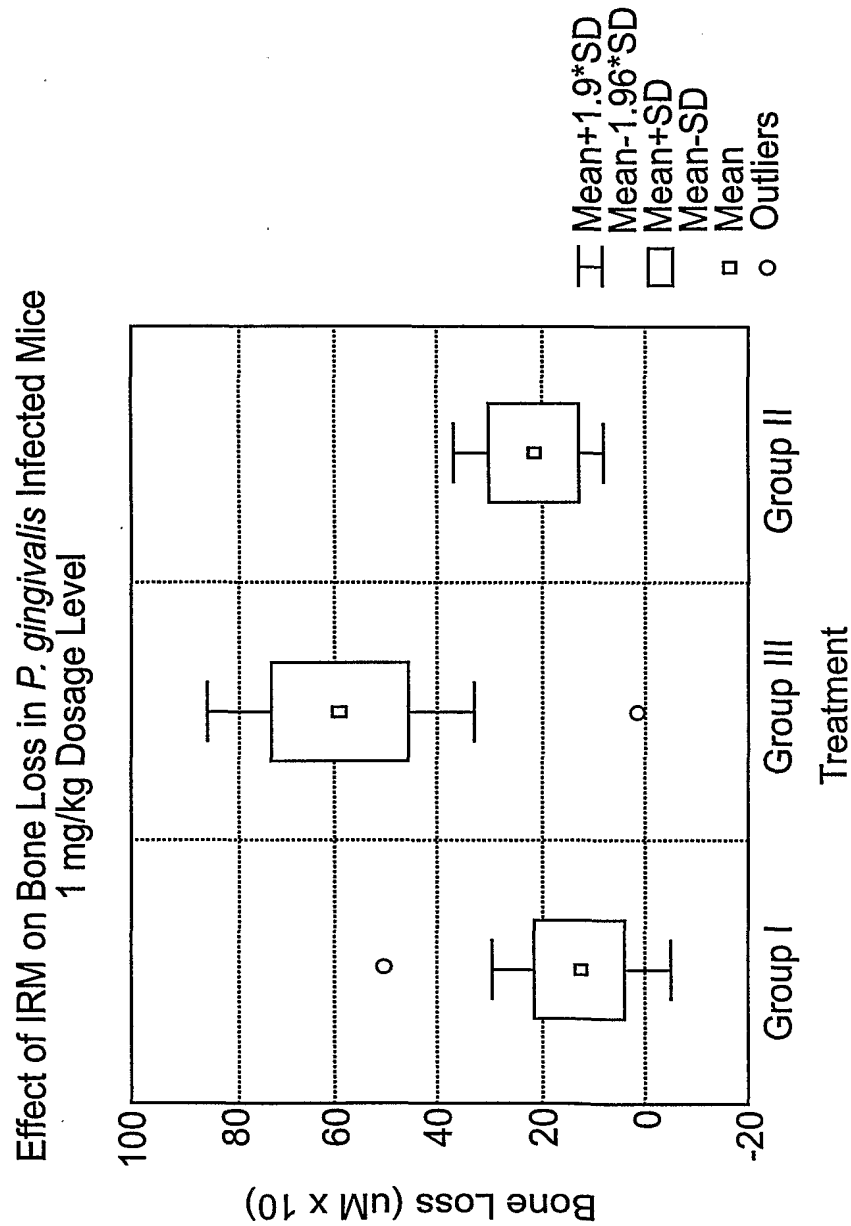 Effect of IRM on Bone Loss in P. gingivalis Infected Mice
1 mg/kg Dosage Level
Bone Loss (uM x 10)
100
80
60
40
20
0
-20
Group I
Group III
Group II
Treatment
Mean+1.9*SD
Mean-1.96*SD
Mean+SD
Mean-SD
Mean
Outliers